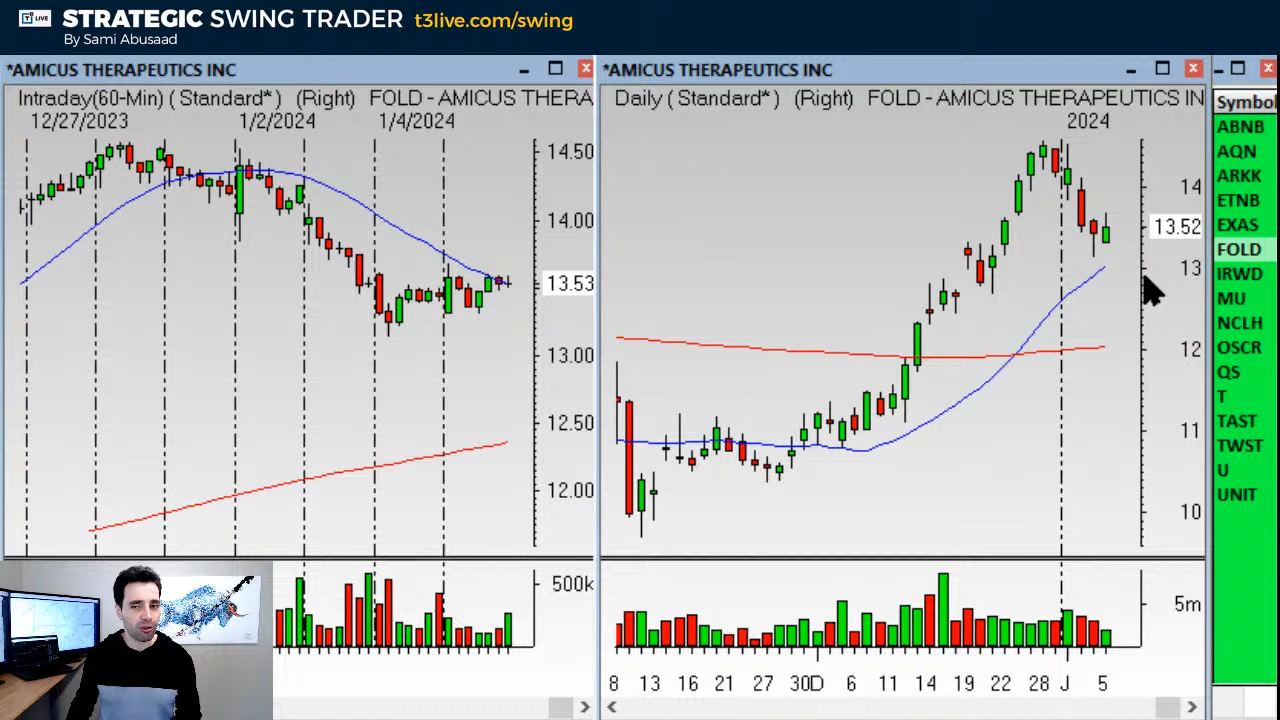 T3 LIVE STRATEGIC SWING TRADER t3live.com/swing
By Sami Abusaad
*AMICUS THERAPEUTICS INC
Intraday(60-Min) (Standard*) (Right) FOLD - AMICUS THERA
12/27/2023 1/2/2024 1/4/2024
14.50
14.00
13.53
13.00
12.50
12.00
500k
*AMICUS THERAPEUTICS INC
Daily (Standard*) (Right) FOLD - AMICUS THERAPEUTICS IN
2024
14
13.52
13
12
11
10
5m
8 13 16 21 27 30D 6 11 14 19 22 28 J 5
Symbol
ABNB
AQN
ARKK
ETNB
EXAS
FOLD
IRWD
MU
NCLH
OSCR
QS
T
TAST
TWST
U
UNIT